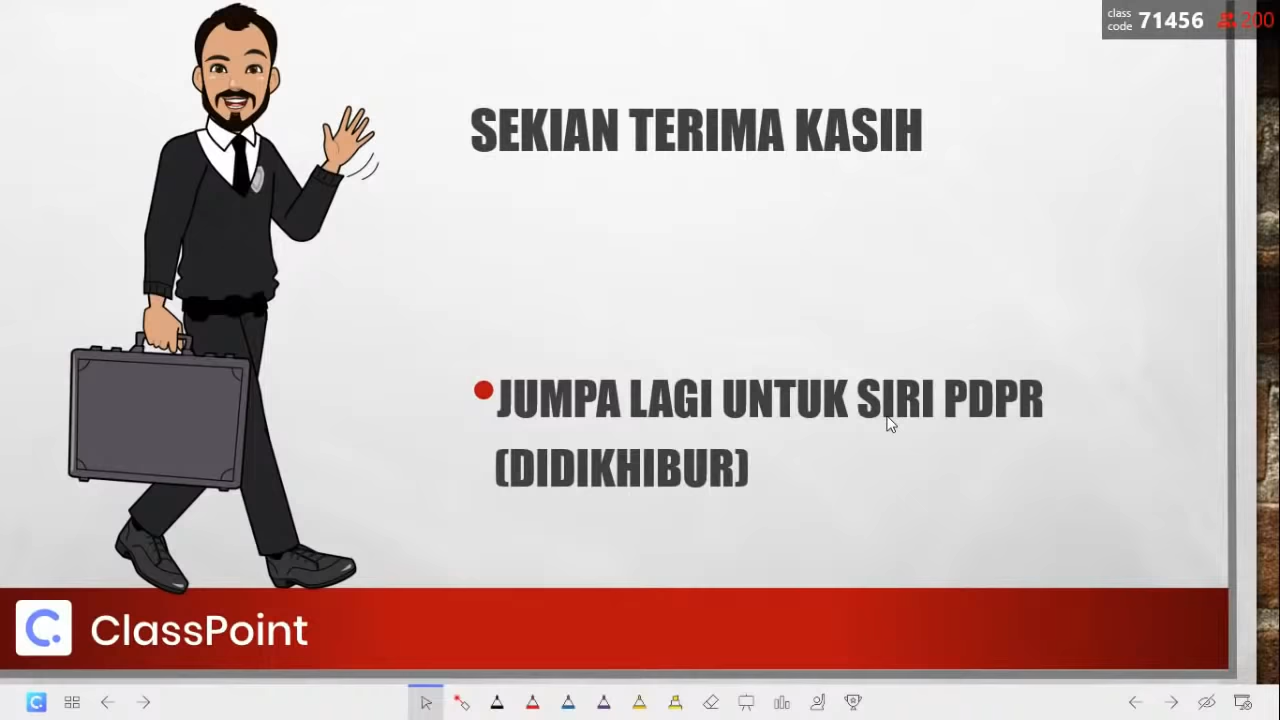 class code 71456 200
SEKIAN TERIMA KASIH
JUMPA LAGI UNTUK SIRI PDPR
(DIDIKHIBUR)
C. ClassPoint